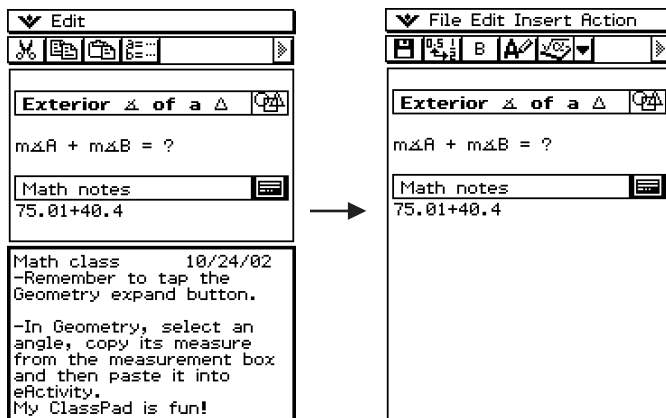 Edit
Exterior ∡ of a △
m∡A + m∡B = ?
Math notes
75.01+40.4
Math class 10/24/02
-Remember to tap the
Geometry expand button.
-In Geometry, select an
angle, copy its measure
from the measurement box
and then paste it into
eActivity.
My ClassPad is fun!
File Edit Insert Action
B
Exterior ∡ of a △
m∡A + m∡B = ?
Math notes
75.01+40.4